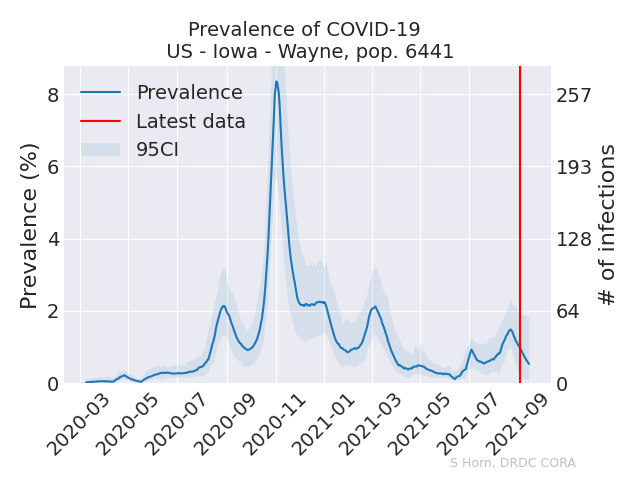 Prevalence of COVID-19
US - Iowa - Wayne, pop. 6441
Prevalence
Latest data
95CI
Prevalence (%)
8
6
4
2
0
257
193
128
64
0
# of infections
2020-03
2020-05
2020-07
2020-09
2020-11
2021-01
2021-03
2021-05
2021-07
2021-09
S Horn, DRDC CORA